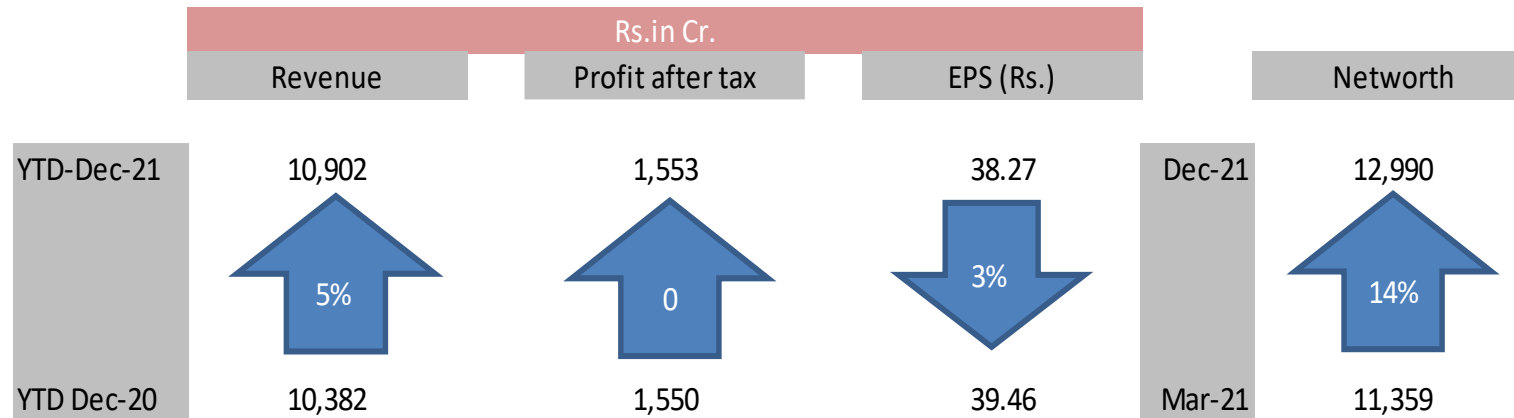 Rs.in Cr.
Revenue Profit after tax EPS (Rs.) Networth
YTD-Dec-21 10,902 1,553 38.27 Dec-21 12,990
5% 0 3% 14%
YTD Dec-20 10,382 1,550 39.46 Mar-21 11,359